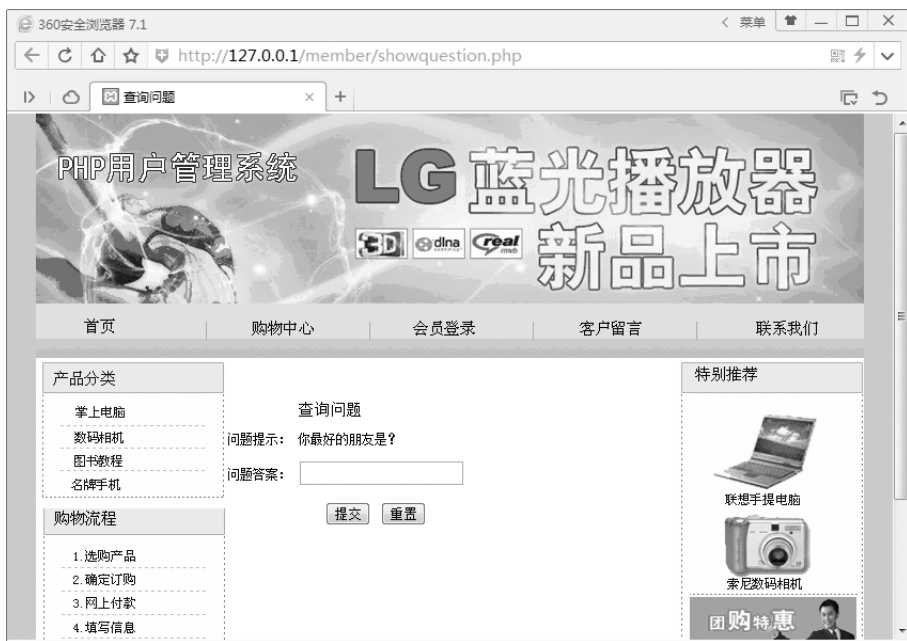 360安全浏览器 7.1
菜单
http://127.0.0.1/member/showquestion.php
查询问题
PHP用户管理系统
LG 蓝光播放器
新品上市
3D dlna real
首页 购物中心 会员登录 客户留言 联系我们
产品分类
掌上电脑
数码相机
图书教程
名牌手机
购物流程
1.选购产品
2.确定订购
3.网上付款
4.填写信息
查询问题
问题提示： 你最好的朋友是？
问题答案：
提交 重置
特别推荐
联想手提电脑
索尼数码相机
团购特惠